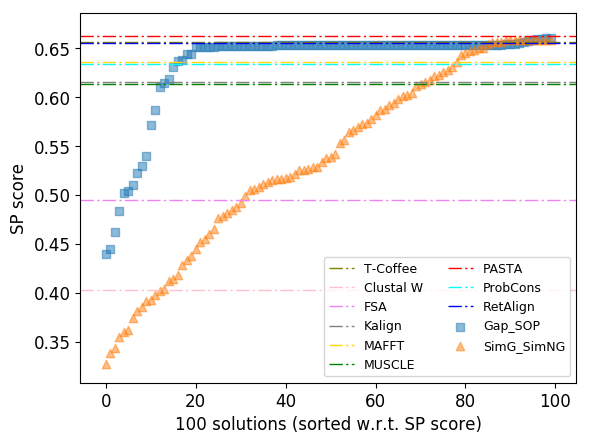 0.65
0.60
0.55
0.50
0.45
0.40
0.35
SP score
T-Coffee
Clustal W
FSA
Kalign
MAFFT
MUSCLE
PASTA
ProbCons
RetAlign
Gap_SOP
SimG_SimNG
0 20 40 60 80 100
100 solutions (sorted w.r.t. SP score)